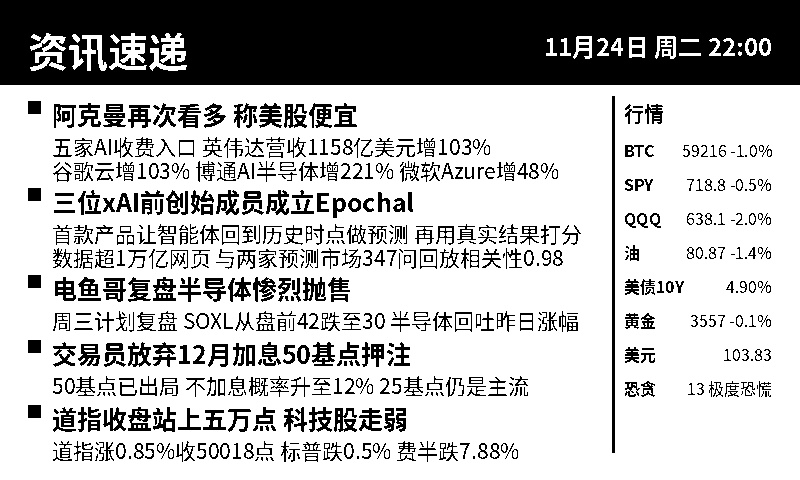 资讯速递
11月24日 周二 22:00
阿克曼再次看多 称美股便宜
五家AI收费入口 英伟达营收1158亿美元增103%
谷歌云增103% 博通AI半导体增221% 微软Azure增48%
三位xAI前创始成员成立Epochal
首款产品让智能体回到历史时点做预测 再用真实结果打分
数据超1万亿网页 与两家预测市场347问回放相关性0.98
电鱼哥复盘半导体惨烈抛售
周三计划复盘 SOXL从盘前42跌至30 半导体回吐昨日涨幅
交易员放弃12月加息50基点押注
50基点已出局 不加息概率升至12% 25基点仍是主流
道指收盘站上五万点 科技股走弱
道指涨0.85%收50018点 标普跌0.5% 费半跌7.88%
行情
BTC 59216 -1.0%
SPY 718.8 -0.5%
QQQ 638.1 -2.0%
油 80.87 -1.4%
美债10Y 4.90%
黄金 3557 -0.1%
美元 103.83
恐贪 13 极度恐慌